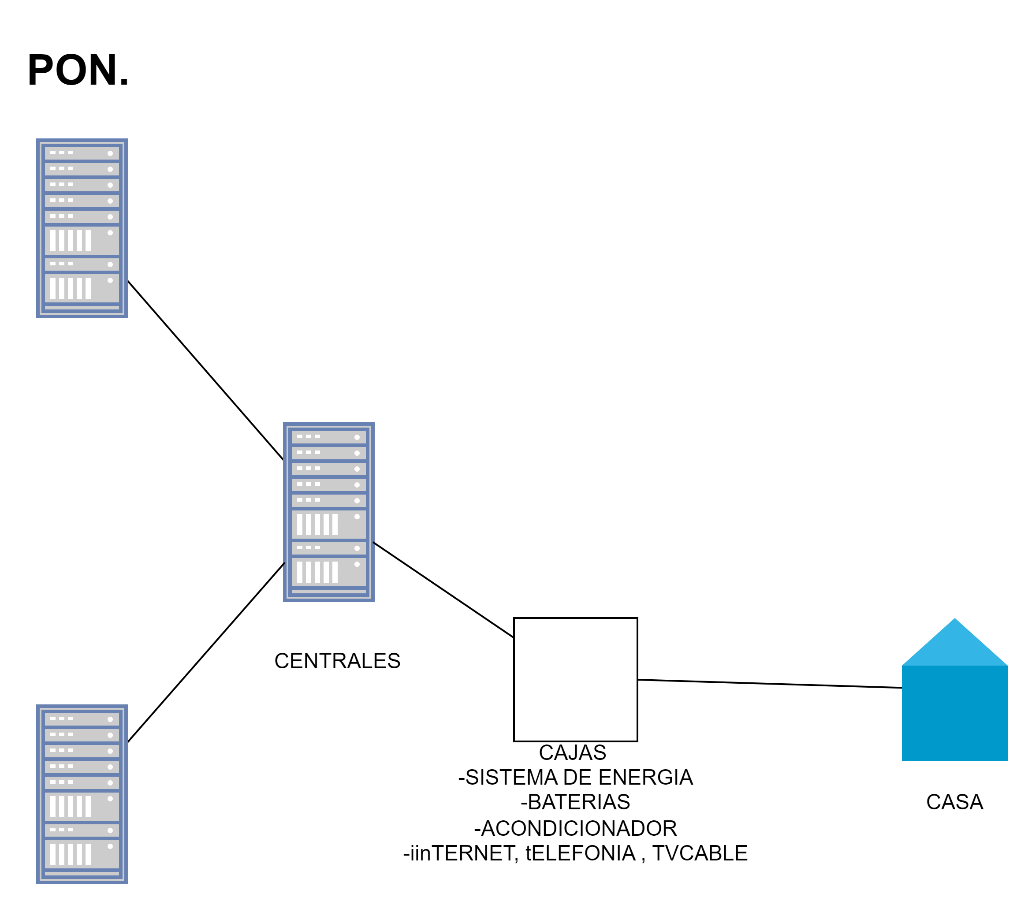 PON.
CENTRALES
CAJAS
-SISTEMA DE ENERGIA
-BATERIAS
-ACONDICIONADOR
-iinTERNET, tELEFONIA , TVCABLE
CASA